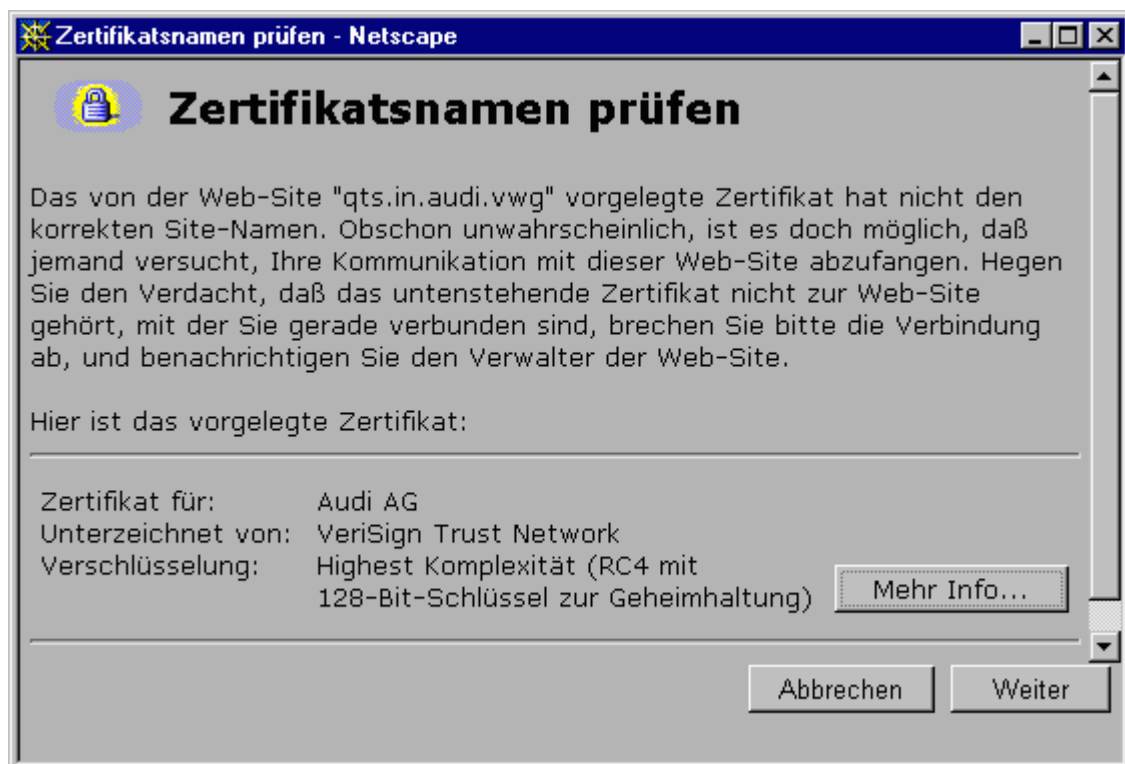 Zertifikatsnamen prüfen - Netscape
Zertifikatsnamen prüfen
Das von der Web-Site "qts.in.audi.vwg" vorgelegte Zertifikat hat nicht den
korrekten Site-Namen. Obschon unwahrscheinlich, ist es doch möglich, daß
jemand versucht, Ihre Kommunikation mit dieser Web-Site abzufangen. Hegen
Sie den Verdacht, daß das untenstehende Zertifikat nicht zur Web-Site
gehört, mit der Sie gerade verbunden sind, brechen Sie bitte die Verbindung
ab, und benachrichtigen Sie den Verwalter der Web-Site.
Hier ist das vorgelegte Zertifikat:
Zertifikat für: Audi AG
Unterzeichnet von: VeriSign Trust Network
Verschlüsselung: Highest Komplexität (RC4 mit
128-Bit-Schlüssel zur Geheimhaltung) Mehr Info...
Abbrechen Weiter